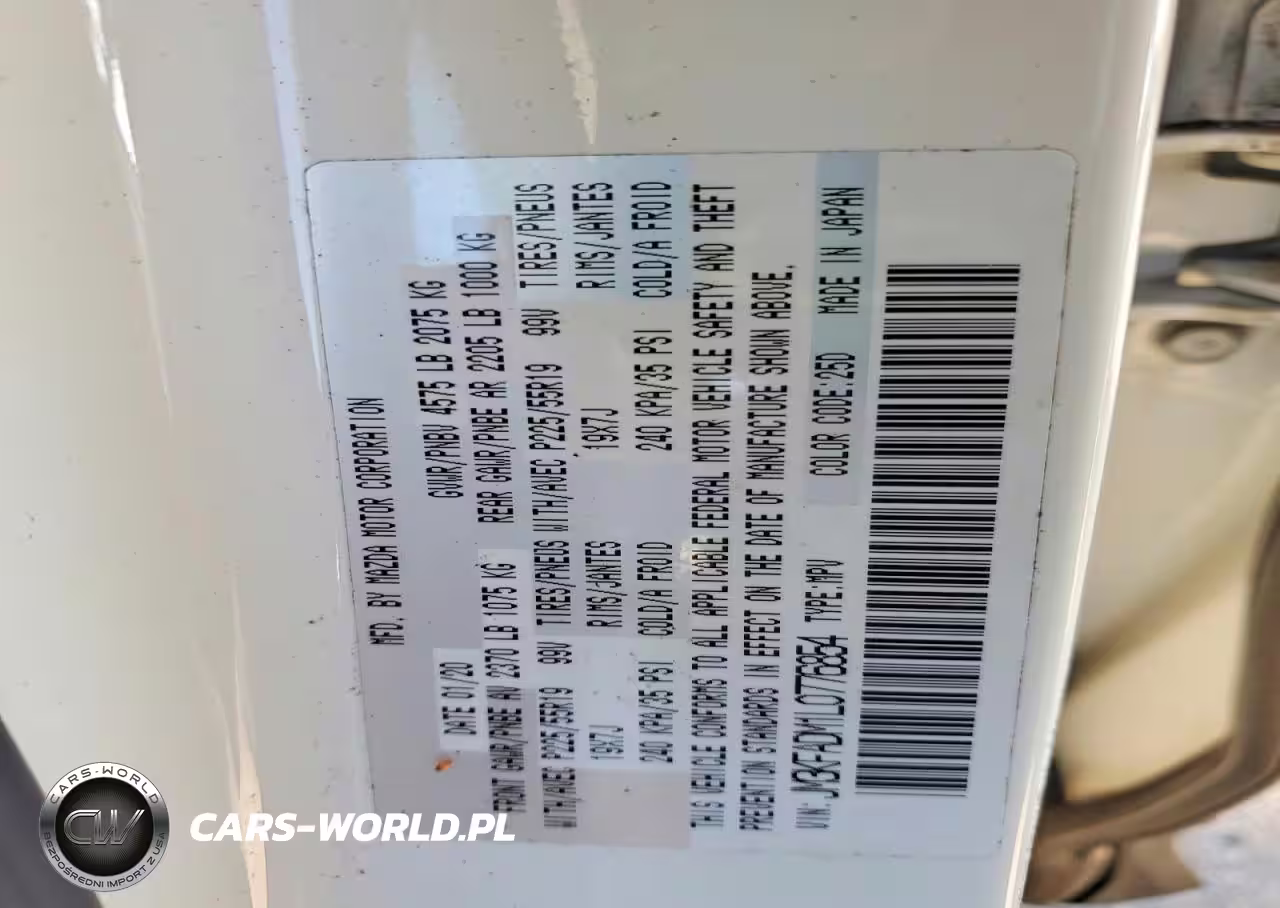 MFD. BY MAZDA MOTOR CORPORATION
DATE 01/20 GVWR/PNBV 4575 LB 2075 KG
FRONT GAWR/PNBE AV 2370 LB 1075 KG REAR GAWR/PNBE AR 2205 LB 1000 KG
WITH/AVEC P225/55R19 99V TIRES/PNEUS WITH/AVEC P225/55R19 99V TIRES/PNEUS
19X7J RIMS/JANTES 19X7J RIMS/JANTES
240 KPA/35 PSI COLD/A FROID 240 KPA/35 PSI COLD/A FROID
THIS VEHICLE CONFORMS TO ALL APPLICABLE FEDERAL MOTOR VEHICLE SAFETY AND THEFT
PREVENTION STANDARDS IN EFFECT ON THE DATE OF MANUFACTURE SHOWN ABOVE.
VIN: JM3KFADM1L0776854 TYPE:MPV COLOR CODE:25D MADE IN JAPAN
CARS-WORLD
CW
BEZPOŚREDNI IMPORT Z USA
CARS-WORLD.PL